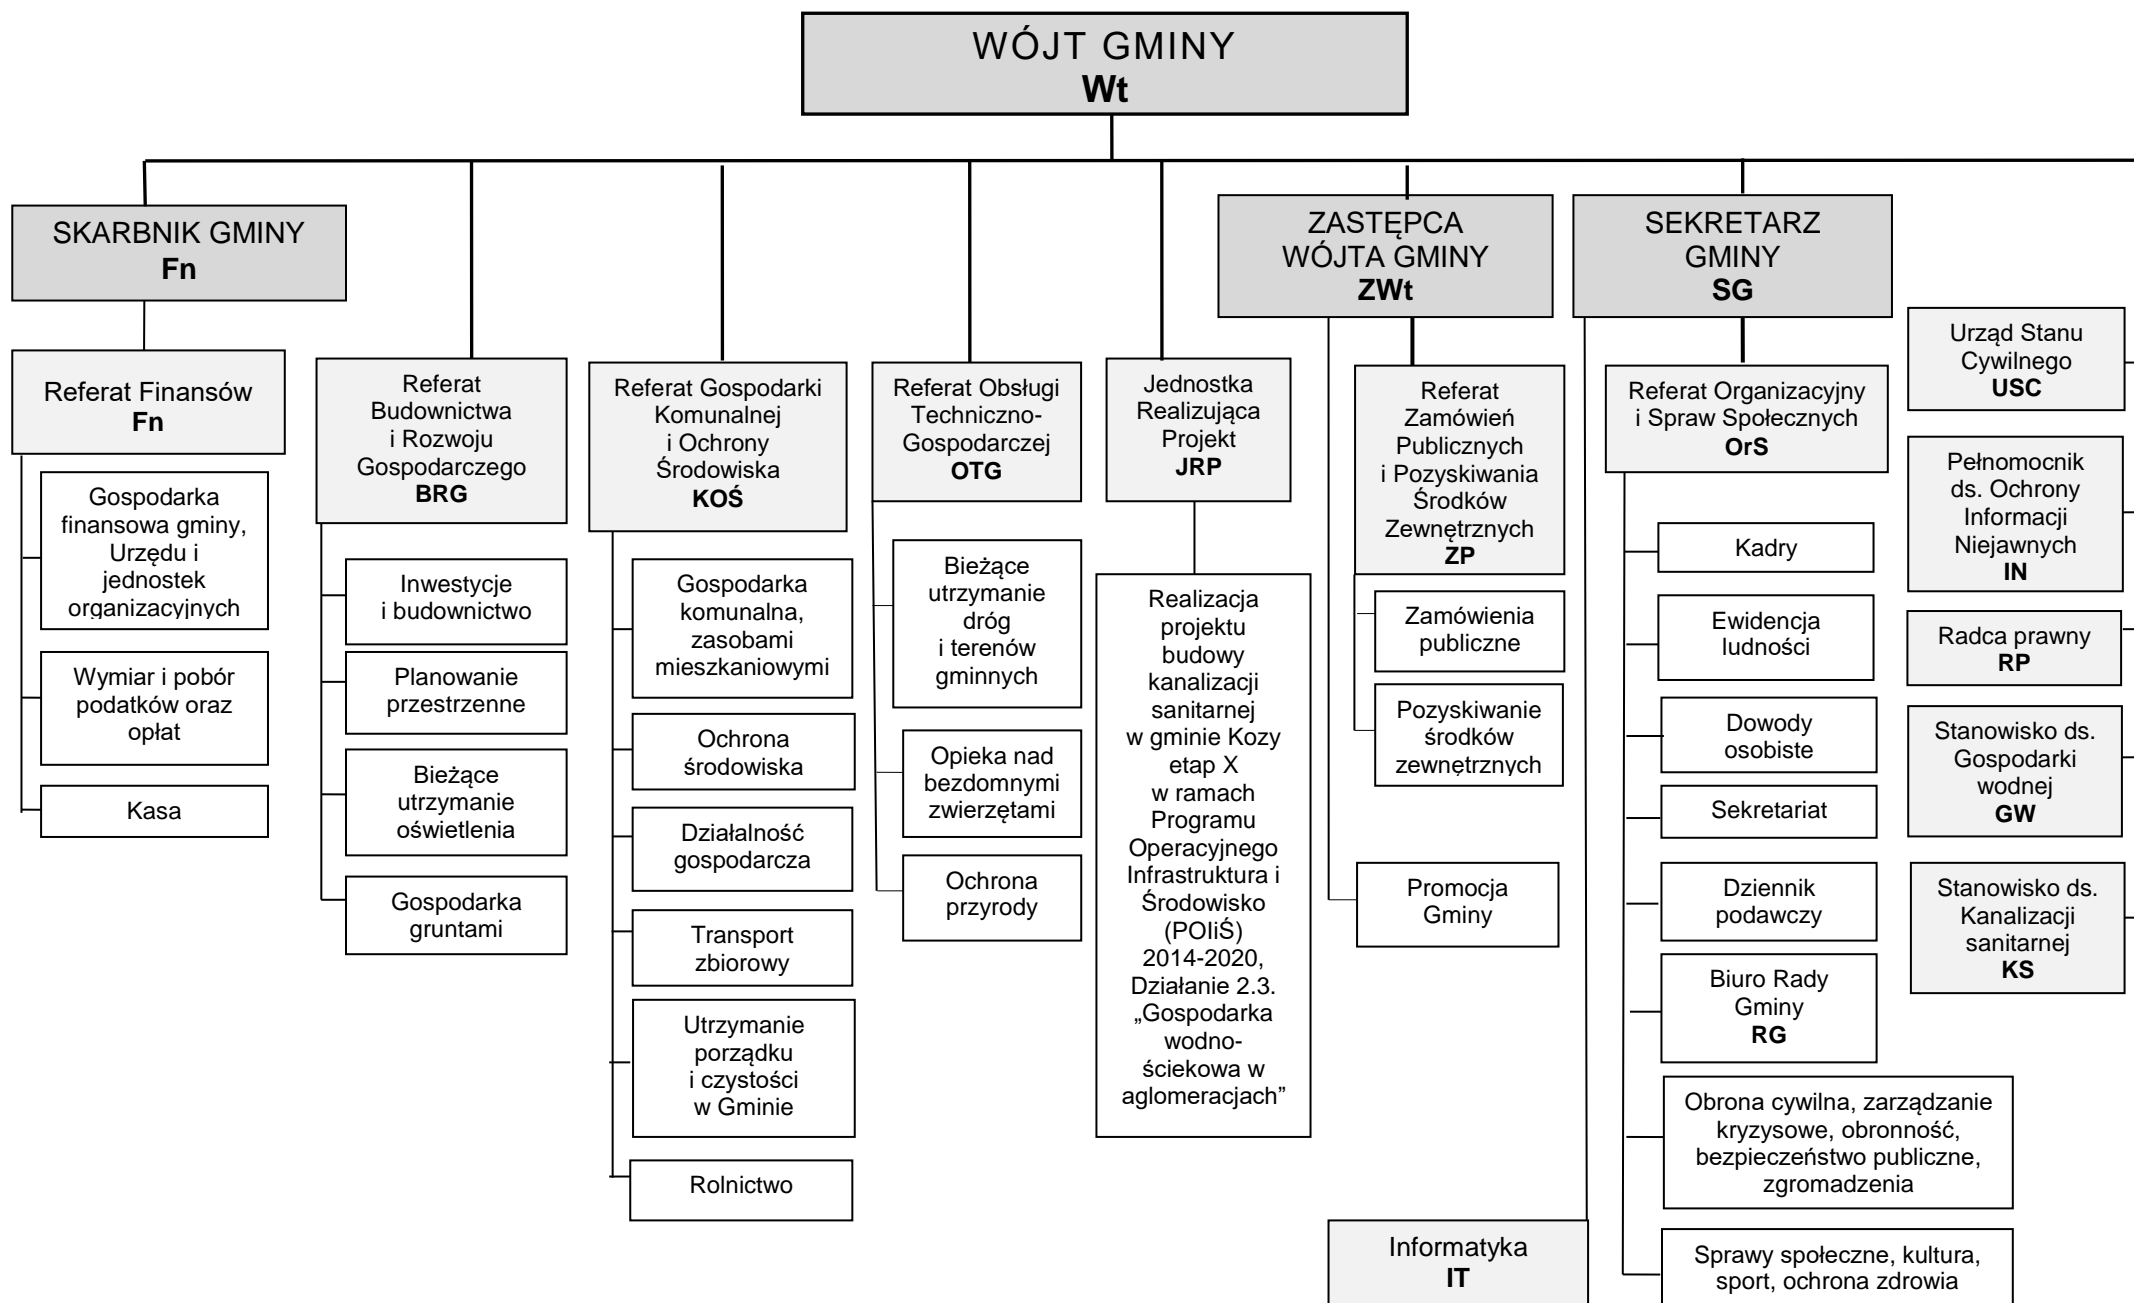 WÓJT GMINY
Wt
SKARBNIK GMINY
Fn
Referat Finansów
Fn
Gospodarka
finansowa gminy,
Urzędu i
jednostek
organizacyjnych
Wymiar i pobór
podatków oraz
opłat
Kasa
Referat
Budownictwa
i Rozwoju
Gospodarczego
BRG
Inwestycje
i budownictwo
Planowanie
przestrzenne
Bieżące
utrzymanie
oświetlenia
Gospodarka
gruntami
Referat Gospodarki
Komunalnej
i Ochrony
Środowiska
KOŚ
Gospodarka
komunalna,
zasobami
mieszkaniowymi
Ochrona
środowiska
Działalność
gospodarcza
Transport
zbiorowy
Utrzymanie
porządku
i czystości
w Gminie
Rolnictwo
Referat Obsługi
Techniczno-
Gospodarczej
OTG
Bieżące
utrzymanie
dróg
i terenów
gminnych
Opieka nad
bezdomnymi
zwierzętami
Ochrona
przyrody
Jednostka
Realizująca
Projekt
JRP
Realizacja
projektu
budowy
kanalizacji
sanitarnej
w gminie Kozy
etap X
w ramach
Programu
Operacyjnego
Infrastruktura i
Środowisko
(POIiŚ)
2014-2020,
Działanie 2.3.
„Gospodarka
wodno-
ściekowa w
aglomeracjach”
ZASTĘPCA
WÓJTA GMINY
ZWt
Referat
Zamówień
Publicznych
i Pozyskiwania
Środków
Zewnętrznych
ZP
Zamówienia
publiczne
Pozyskiwanie
środków
zewnętrznych
Promocja
Gminy
SEKRETARZ
GMINY
SG
Referat Organizacyjny
i Spraw Społecznych
OrS
Kadry
Ewidencja
ludności
Dowody
osobiste
Sekretariat
Dziennik
podawczy
Biuro Rady
Gminy
RG
Obrona cywilna, zarządzanie
kryzysowe, obronność,
bezpieczeństwo publiczne,
zgromadzenia
Sprawy społeczne, kultura,
sport, ochrona zdrowia
Informatyka
IT
Urząd Stanu
Cywilnego
USC
Pełnomocnik
ds. Ochrony
Informacji
Niejawnych
IN
Radca prawny
RP
Stanowisko ds.
Gospodarki
wodnej
GW
Stanowisko ds.
Kanalizacji
sanitarnej
KS